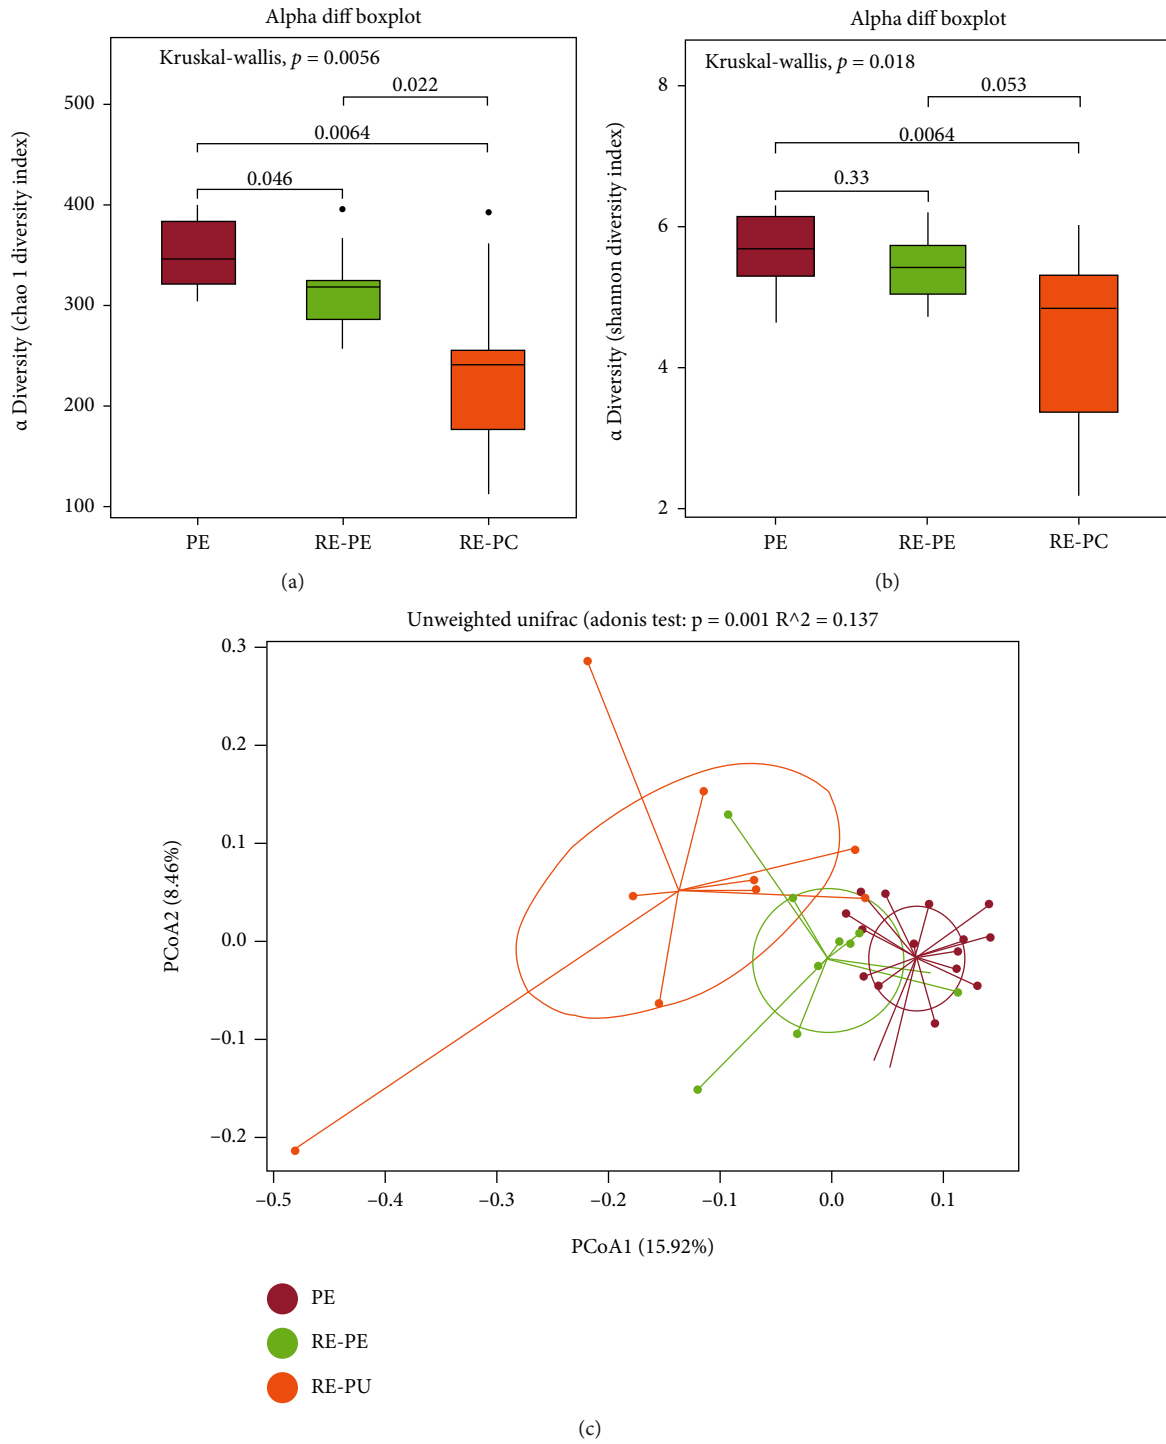 Alpha diff boxplot
Kruskal-wallis, p = 0.0056
0.022
0.0064
0.046
500
400
300
200
100
α Diversity (chao 1 diversity index)
PE
RE-PE
RE-PC
(a)
Alpha diff boxplot
Kruskal-wallis, p = 0.018
0.053
0.0064
0.33
8
6
4
2
α Diversity (shannon diversity index)
PE
RE-PE
RE-PC
(b)
Unweighted unifrac (adonis test: p = 0.001 R^2 = 0.137
0.3
0.2
0.1
0.0
−0.1
−0.2
PCoA2 (8.46%)
−0.5
−0.4
−0.3
−0.2
−0.1
0.0
0.1
PCoA1 (15.92%)
PE
RE-PE
RE-PU
(c)